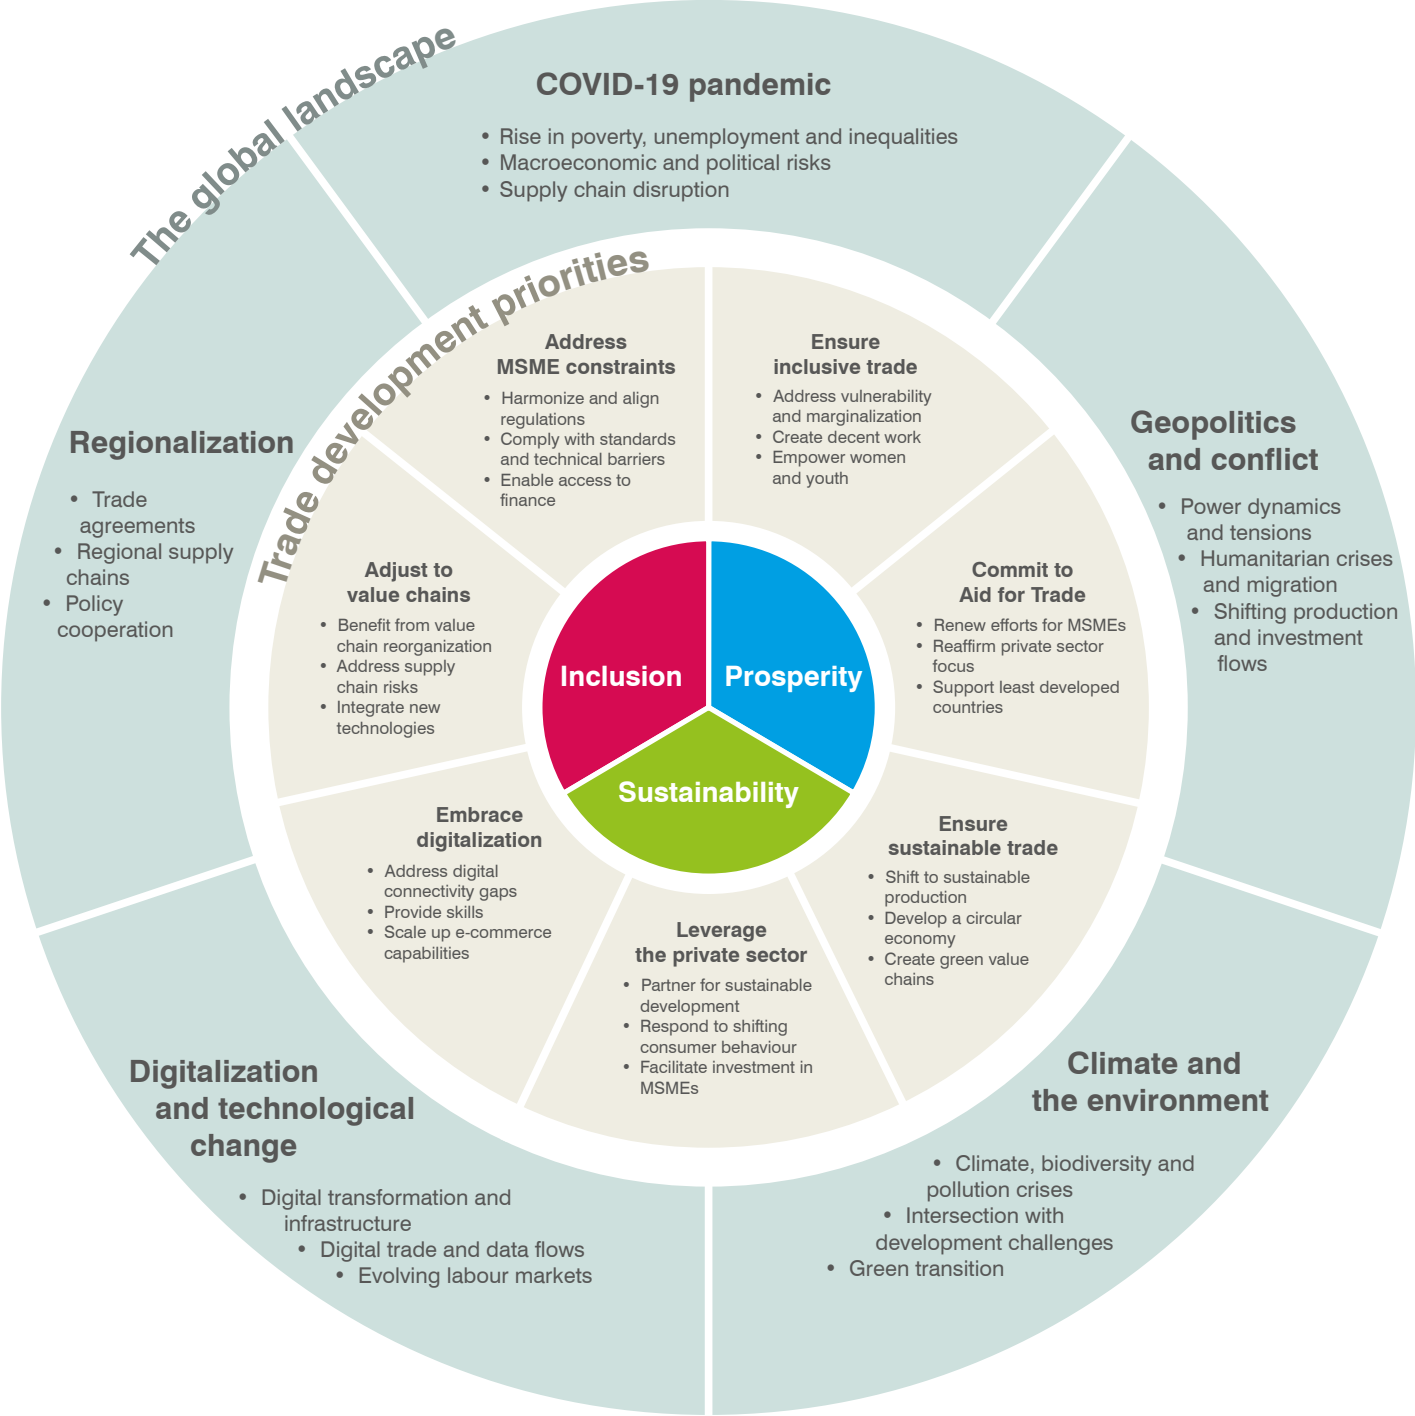 The global landscape
COVID-19 pandemic
• Rise in poverty, unemployment and inequalities
• Macroeconomic and political risks
• Supply chain disruption
Geopolitics
and conflict
• Power dynamics
and tensions
• Humanitarian crises
and migration
• Shifting production
and investment
flows
Climate and
the environment
• Climate, biodiversity and
pollution crises
• Intersection with
development challenges
• Green transition
Digitalization
and technological
change
• Digital transformation and
infrastructure
• Digital trade and data flows
• Evolving labour markets
Regionalization
• Trade
agreements
• Regional supply
chains
• Policy
cooperation
Trade development priorities
Address
MSME constraints
• Harmonize and align
regulations
• Comply with standards
and technical barriers
• Enable access to
finance
Ensure
inclusive trade
• Address vulnerability
and marginalization
• Create decent work
• Empower women
and youth
Commit to
Aid for Trade
• Renew efforts for MSMEs
• Reaffirm private sector
focus
• Support least developed
countries
Ensure
sustainable trade
• Shift to sustainable
production
• Develop a circular
economy
• Create green value
chains
Leverage
the private sector
• Partner for sustainable
development
• Respond to shifting
consumer behaviour
• Facilitate investment in
MSMEs
Embrace
digitalization
• Address digital
connectivity gaps
• Provide skills
• Scale up e-commerce
capabilities
Adjust to
value chains
• Benefit from value
chain reorganization
• Address supply
chain risks
• Integrate new
technologies
Inclusion
Prosperity
Sustainability